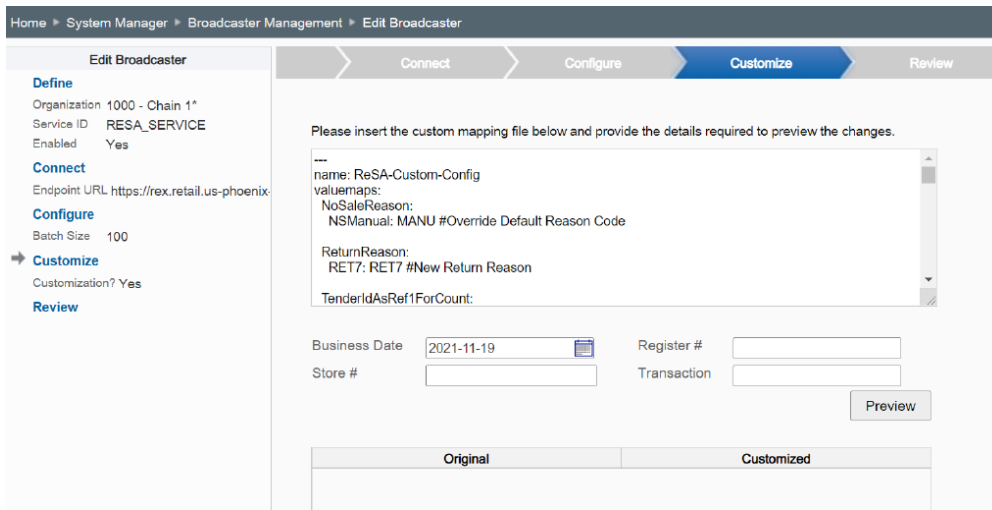 Home ▸ System Manager ▸ Broadcaster Management ▸ Edit Broadcaster
Edit Broadcaster
Define
Organization 1000 - Chain 1*
Service ID RESA_SERVICE
Enabled Yes
Connect
Endpoint URL https://rex.retail.us-phoenix-
Configure
Batch Size 100
Customize
Customization? Yes
Review
Connect Configure Customize Review
Please insert the custom mapping file below and provide the details required to preview the changes.
---
name: ReSA-Custom-Config
valuemaps:
NoSaleReason:
NSManual: MANU #Override Default Reason Code
ReturnReason:
RET7: RET7 #New Return Reason
TenderIdAsRef1ForCount:
Business Date 2021-11-19 Register #
Store # Transaction
Preview
Original Customized